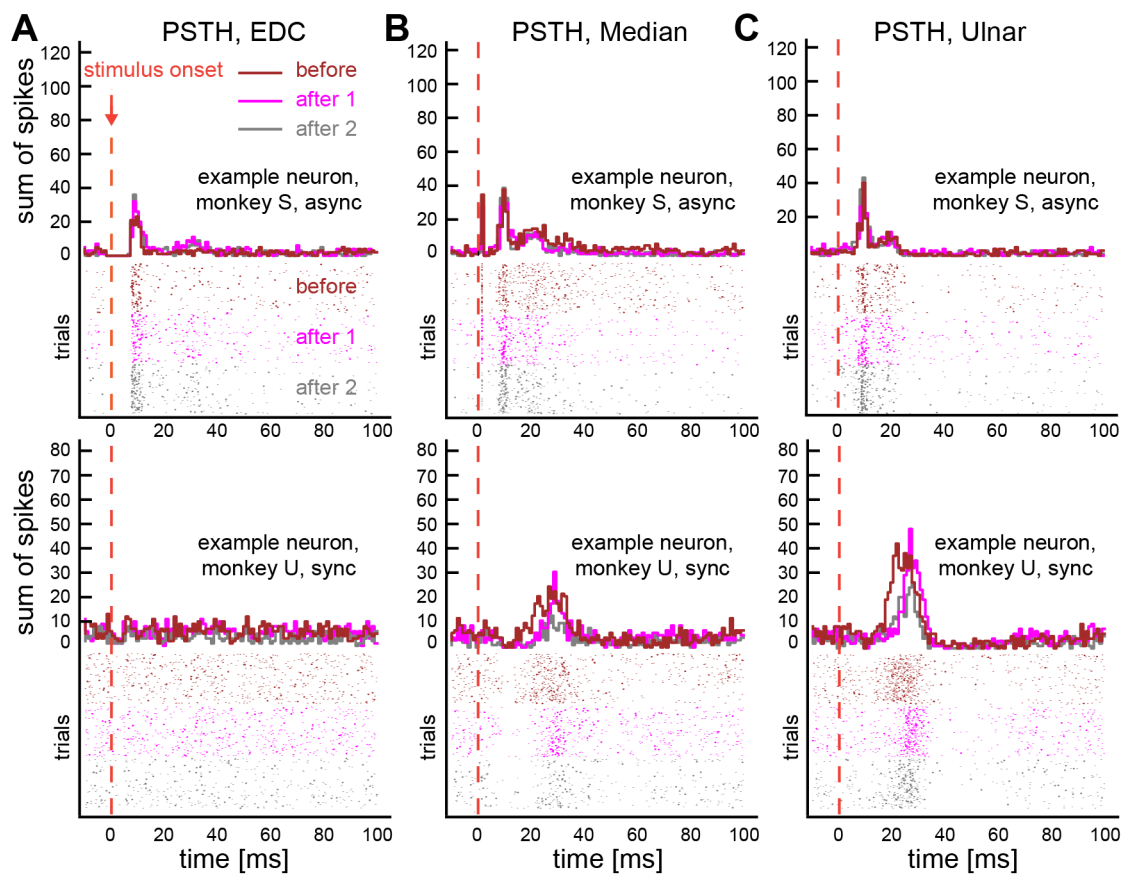 A
PSTH, EDC
120
100
80
60
40
20
0
sum of spikes
stimulus onset
before
after 1
after 2
example neuron,
monkey S, async
before
after 1
after 2
trials
0 20 40 60 80 100
B
PSTH, Median
120
100
80
60
40
20
0
example neuron,
monkey S, async
trials
0 20 40 60 80 100
C
PSTH, Ulnar
120
100
80
60
40
20
example neuron,
monkey S, async
trials
0 20 40 60 80 100
80
70
60
50
40
30
20
10
0
sum of spikes
example neuron,
monkey U, sync
trials
0 20 40 60 80 100
time [ms]
80
70
60
50
40
30
20
10
0
example neuron,
monkey U, sync
trials
0 20 40 60 80 100
time [ms]
80
70
60
50
40
30
20
10
0
example neuron,
monkey U, sync
trials
0 20 40 60 80 100
time [ms]